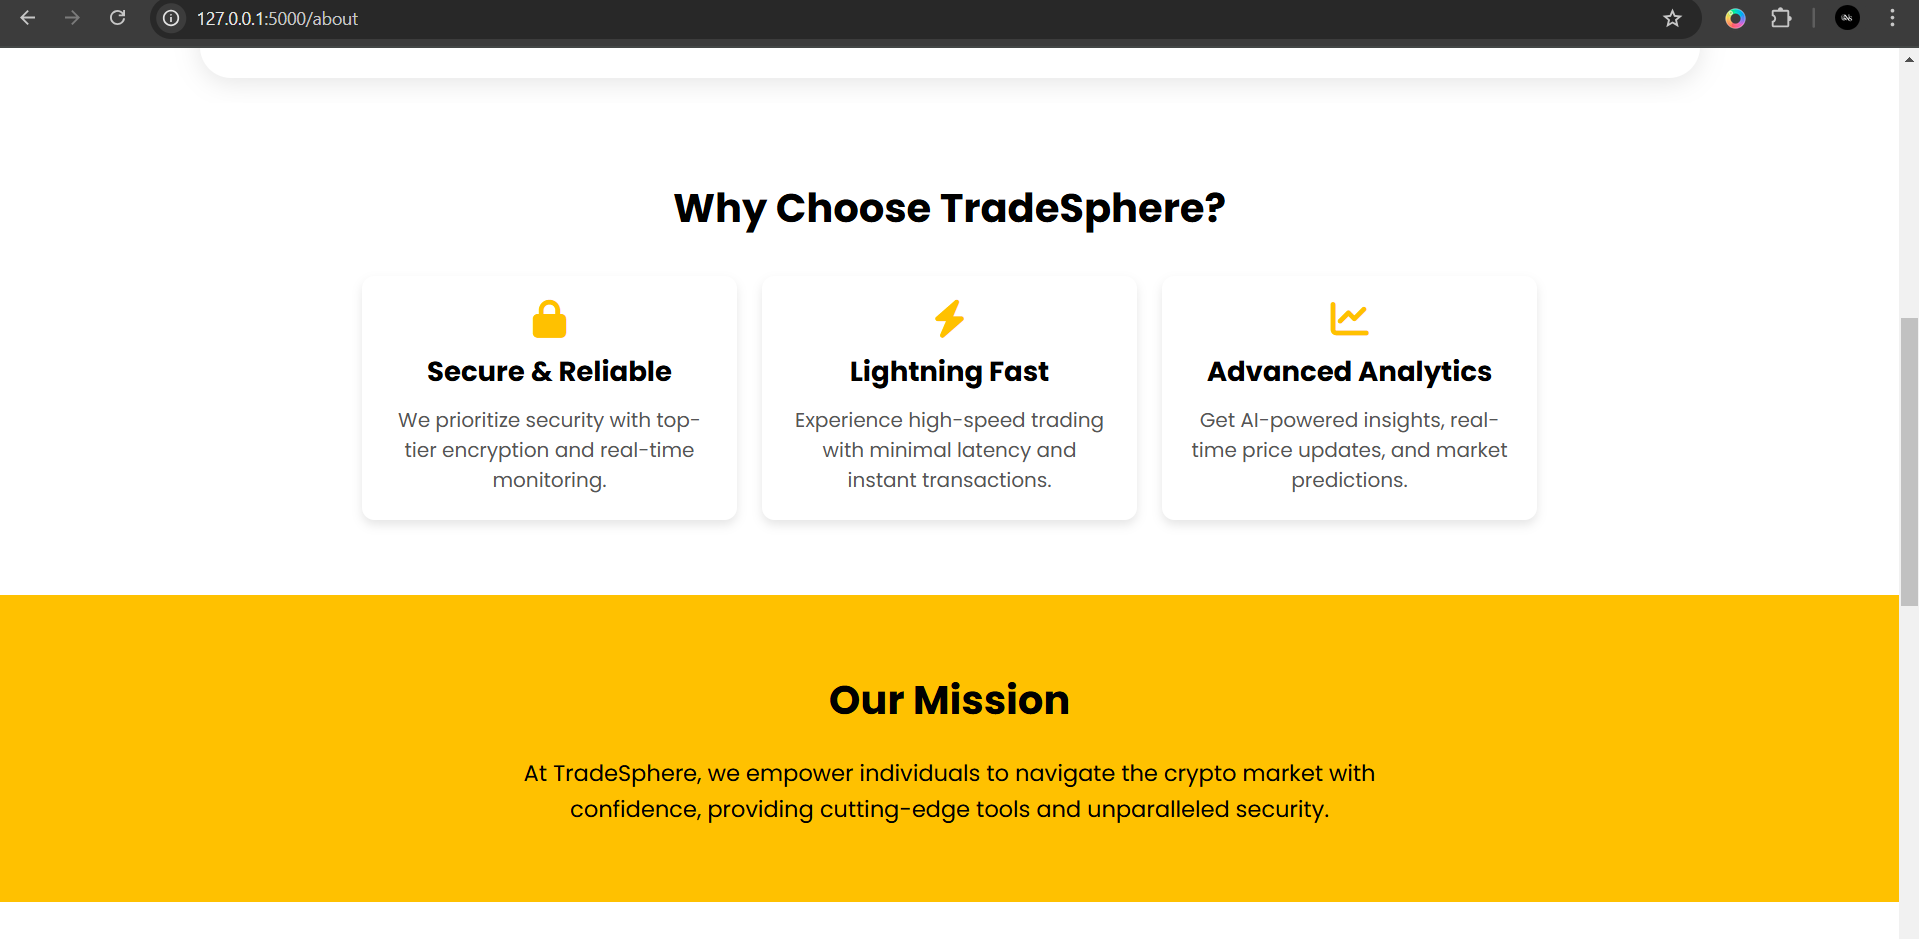 127.0.0.1:5000/about
Why Choose TradeSphere?
Secure & Reliable
We prioritize security with top-
tier encryption and real-time
monitoring.
Lightning Fast
Experience high-speed trading
with minimal latency and
instant transactions.
Advanced Analytics
Get AI-powered insights, real-
time price updates, and market
predictions.
Our Mission
At TradeSphere, we empower individuals to navigate the crypto market with
confidence, providing cutting-edge tools and unparalleled security.